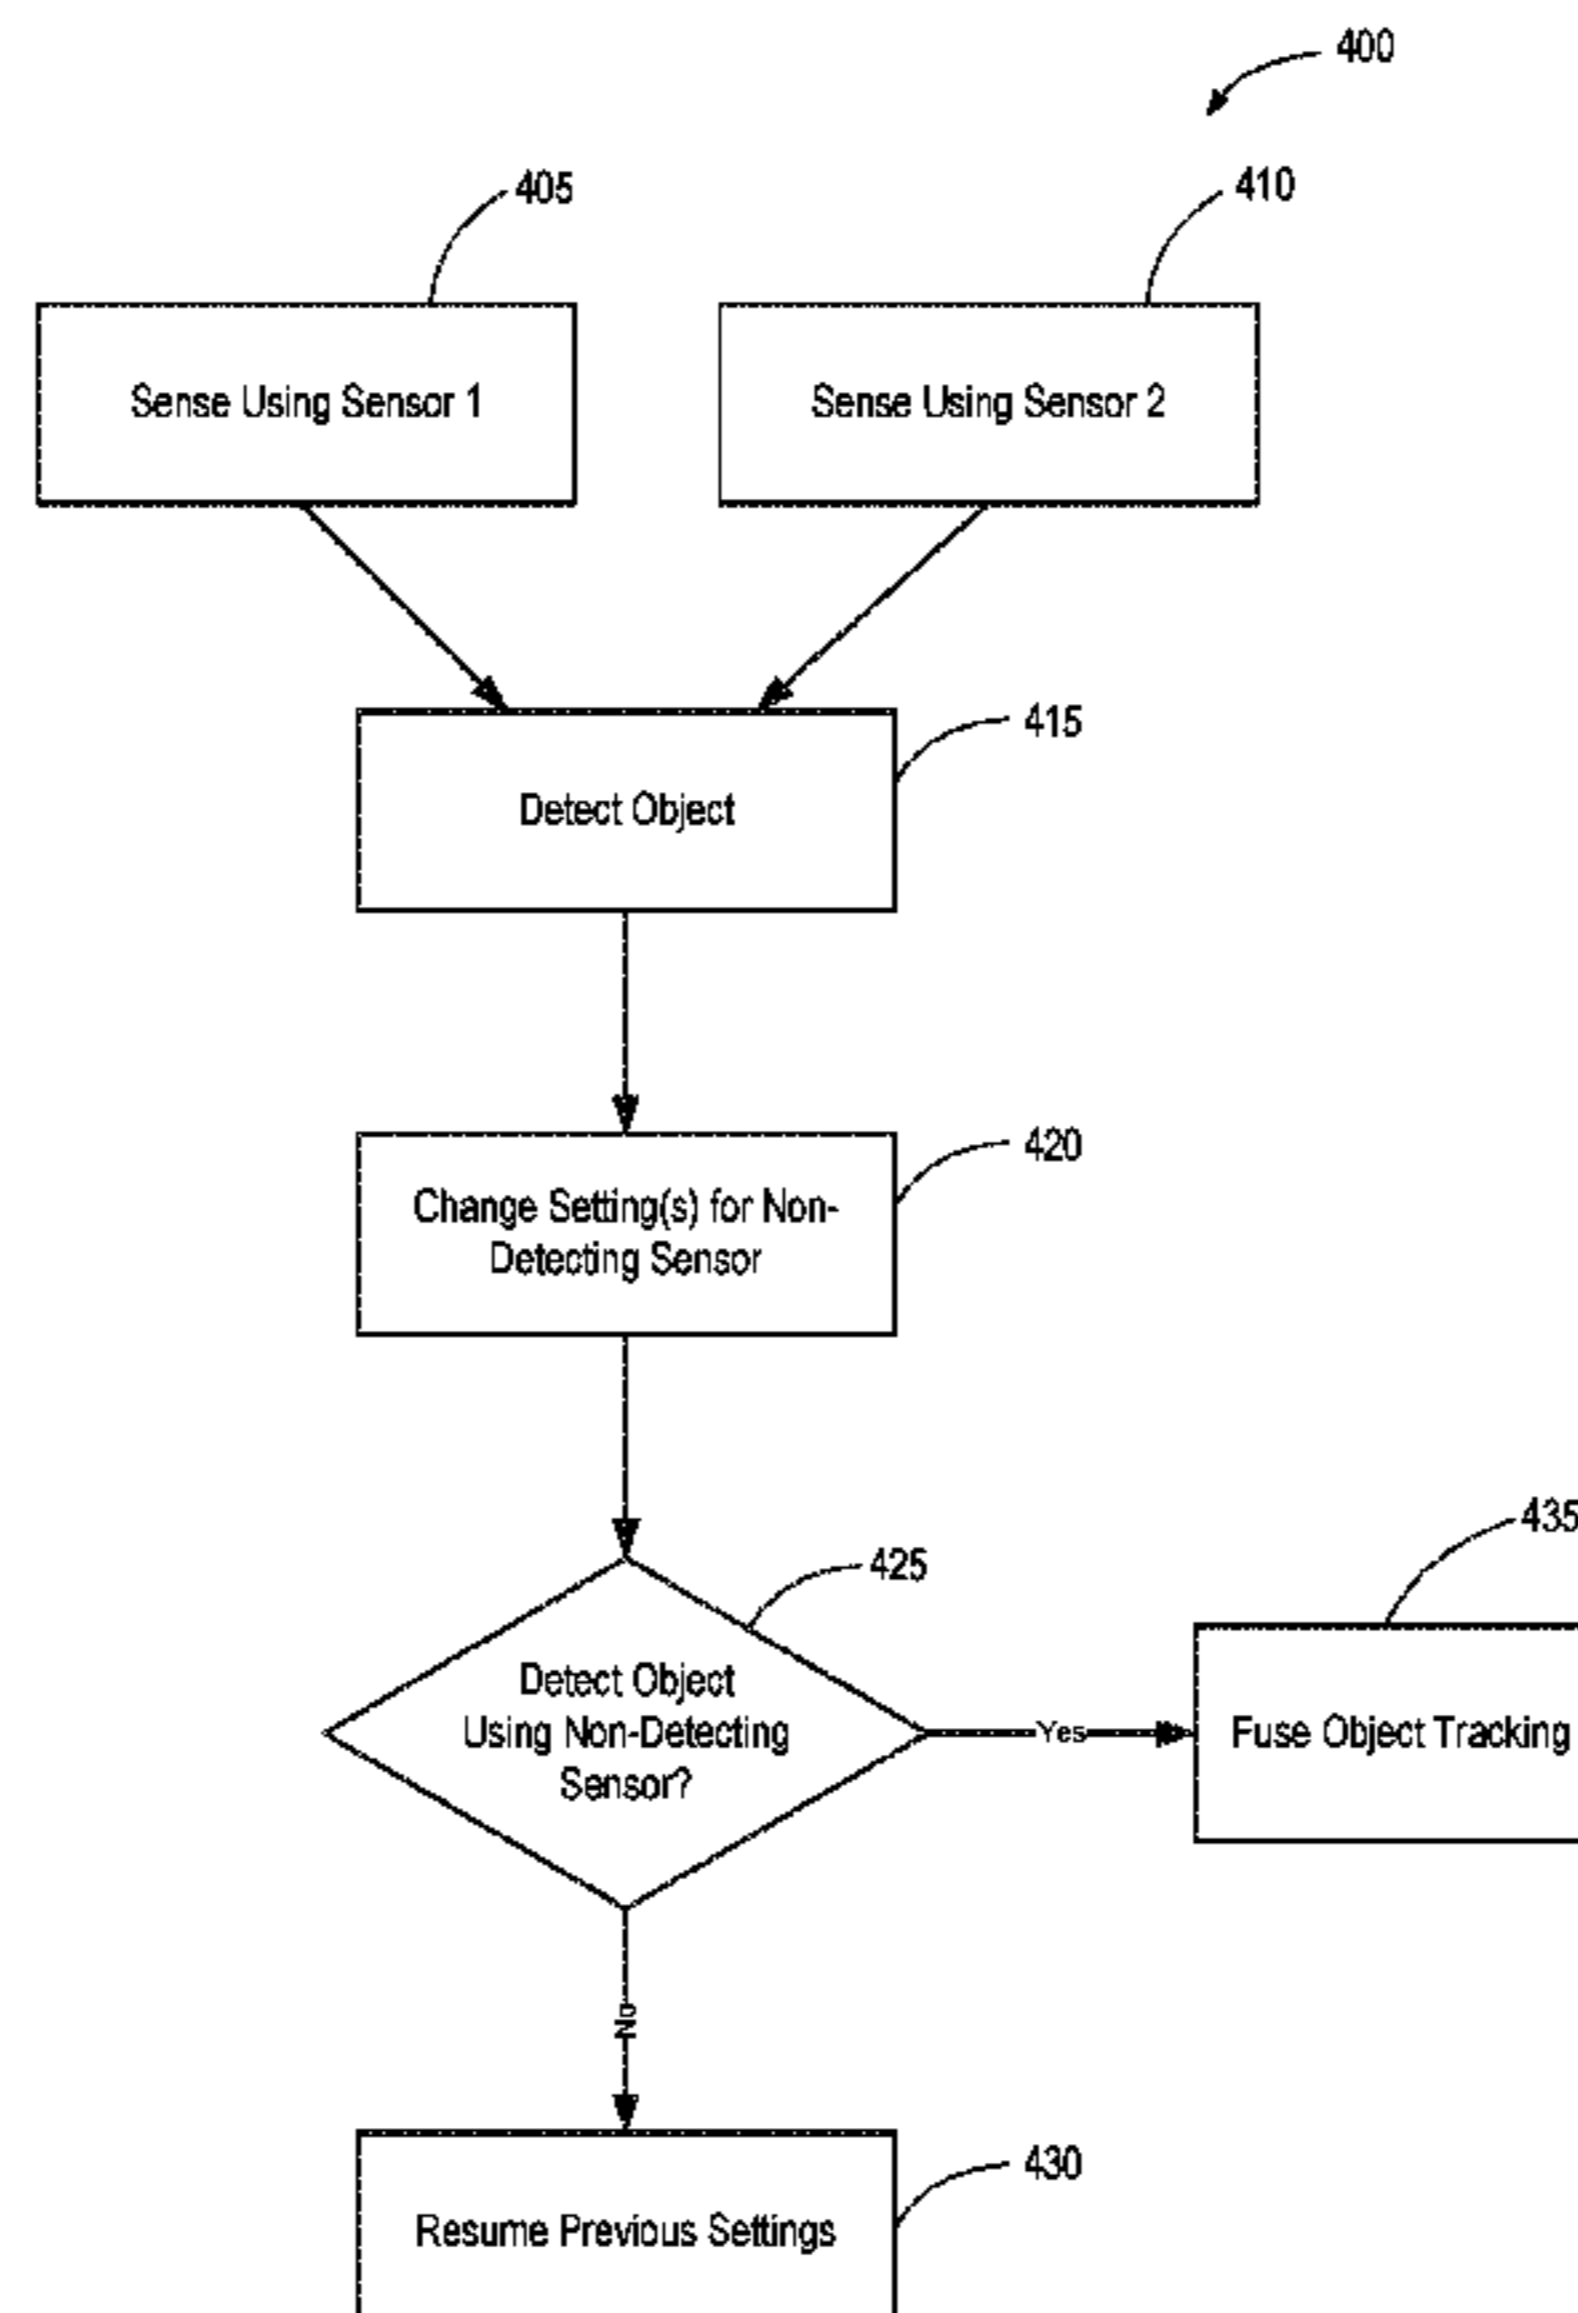 400
405
410
Sense Using Sensor 1
Sense Using Sensor 2
415
Detect Object
420
Change Setting(s) for Non-
Detecting Sensor
425
435
Detect Object
Using Non-Detecting
Sensor?
Yes
Fuse Object Tracking
No
430
Resume Previous Settings